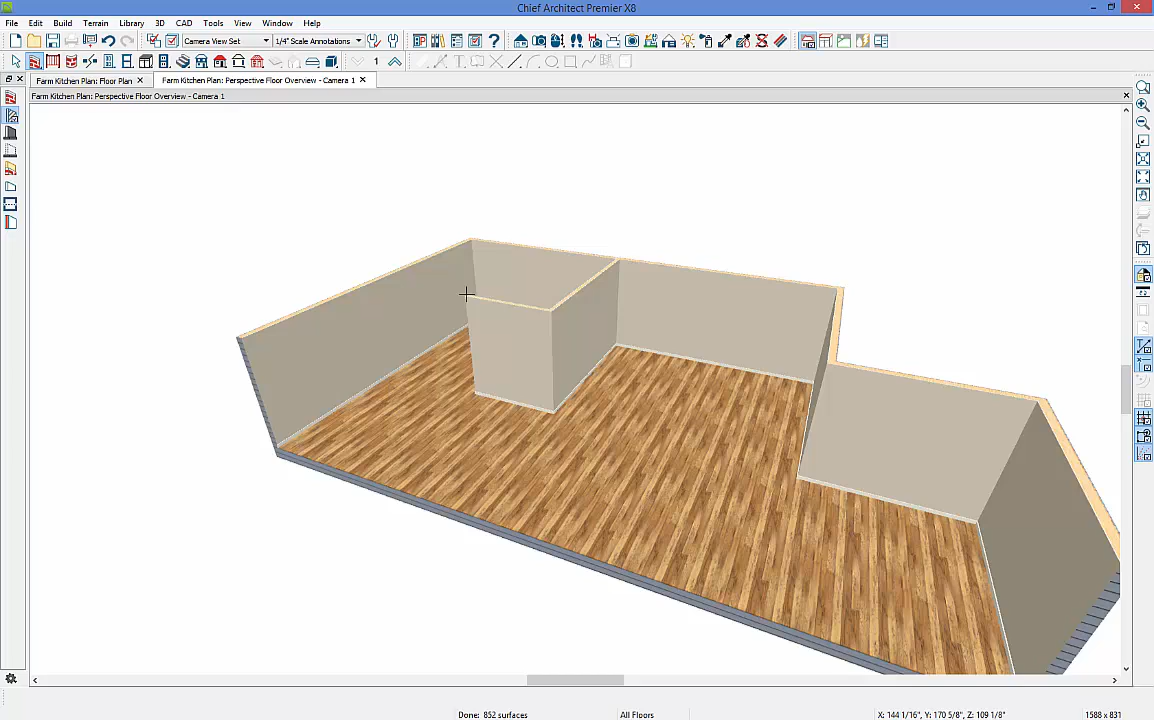 Chief Architect Premier X8
File Edit Build Terrain Library 3D CAD Tools View Window Help
Camera View Set 1/4" Scale Annotations
1
Farm Kitchen Plan: Floor Plan Farm Kitchen Plan: Perspective Floor Overview - Camera 1
Farm Kitchen Plan: Perspective Floor Overview - Camera 1
Done: 852 surfaces All Floors X: 144 1/16", Y: 170 5/8", Z: 109 1/8" 1588 x 831